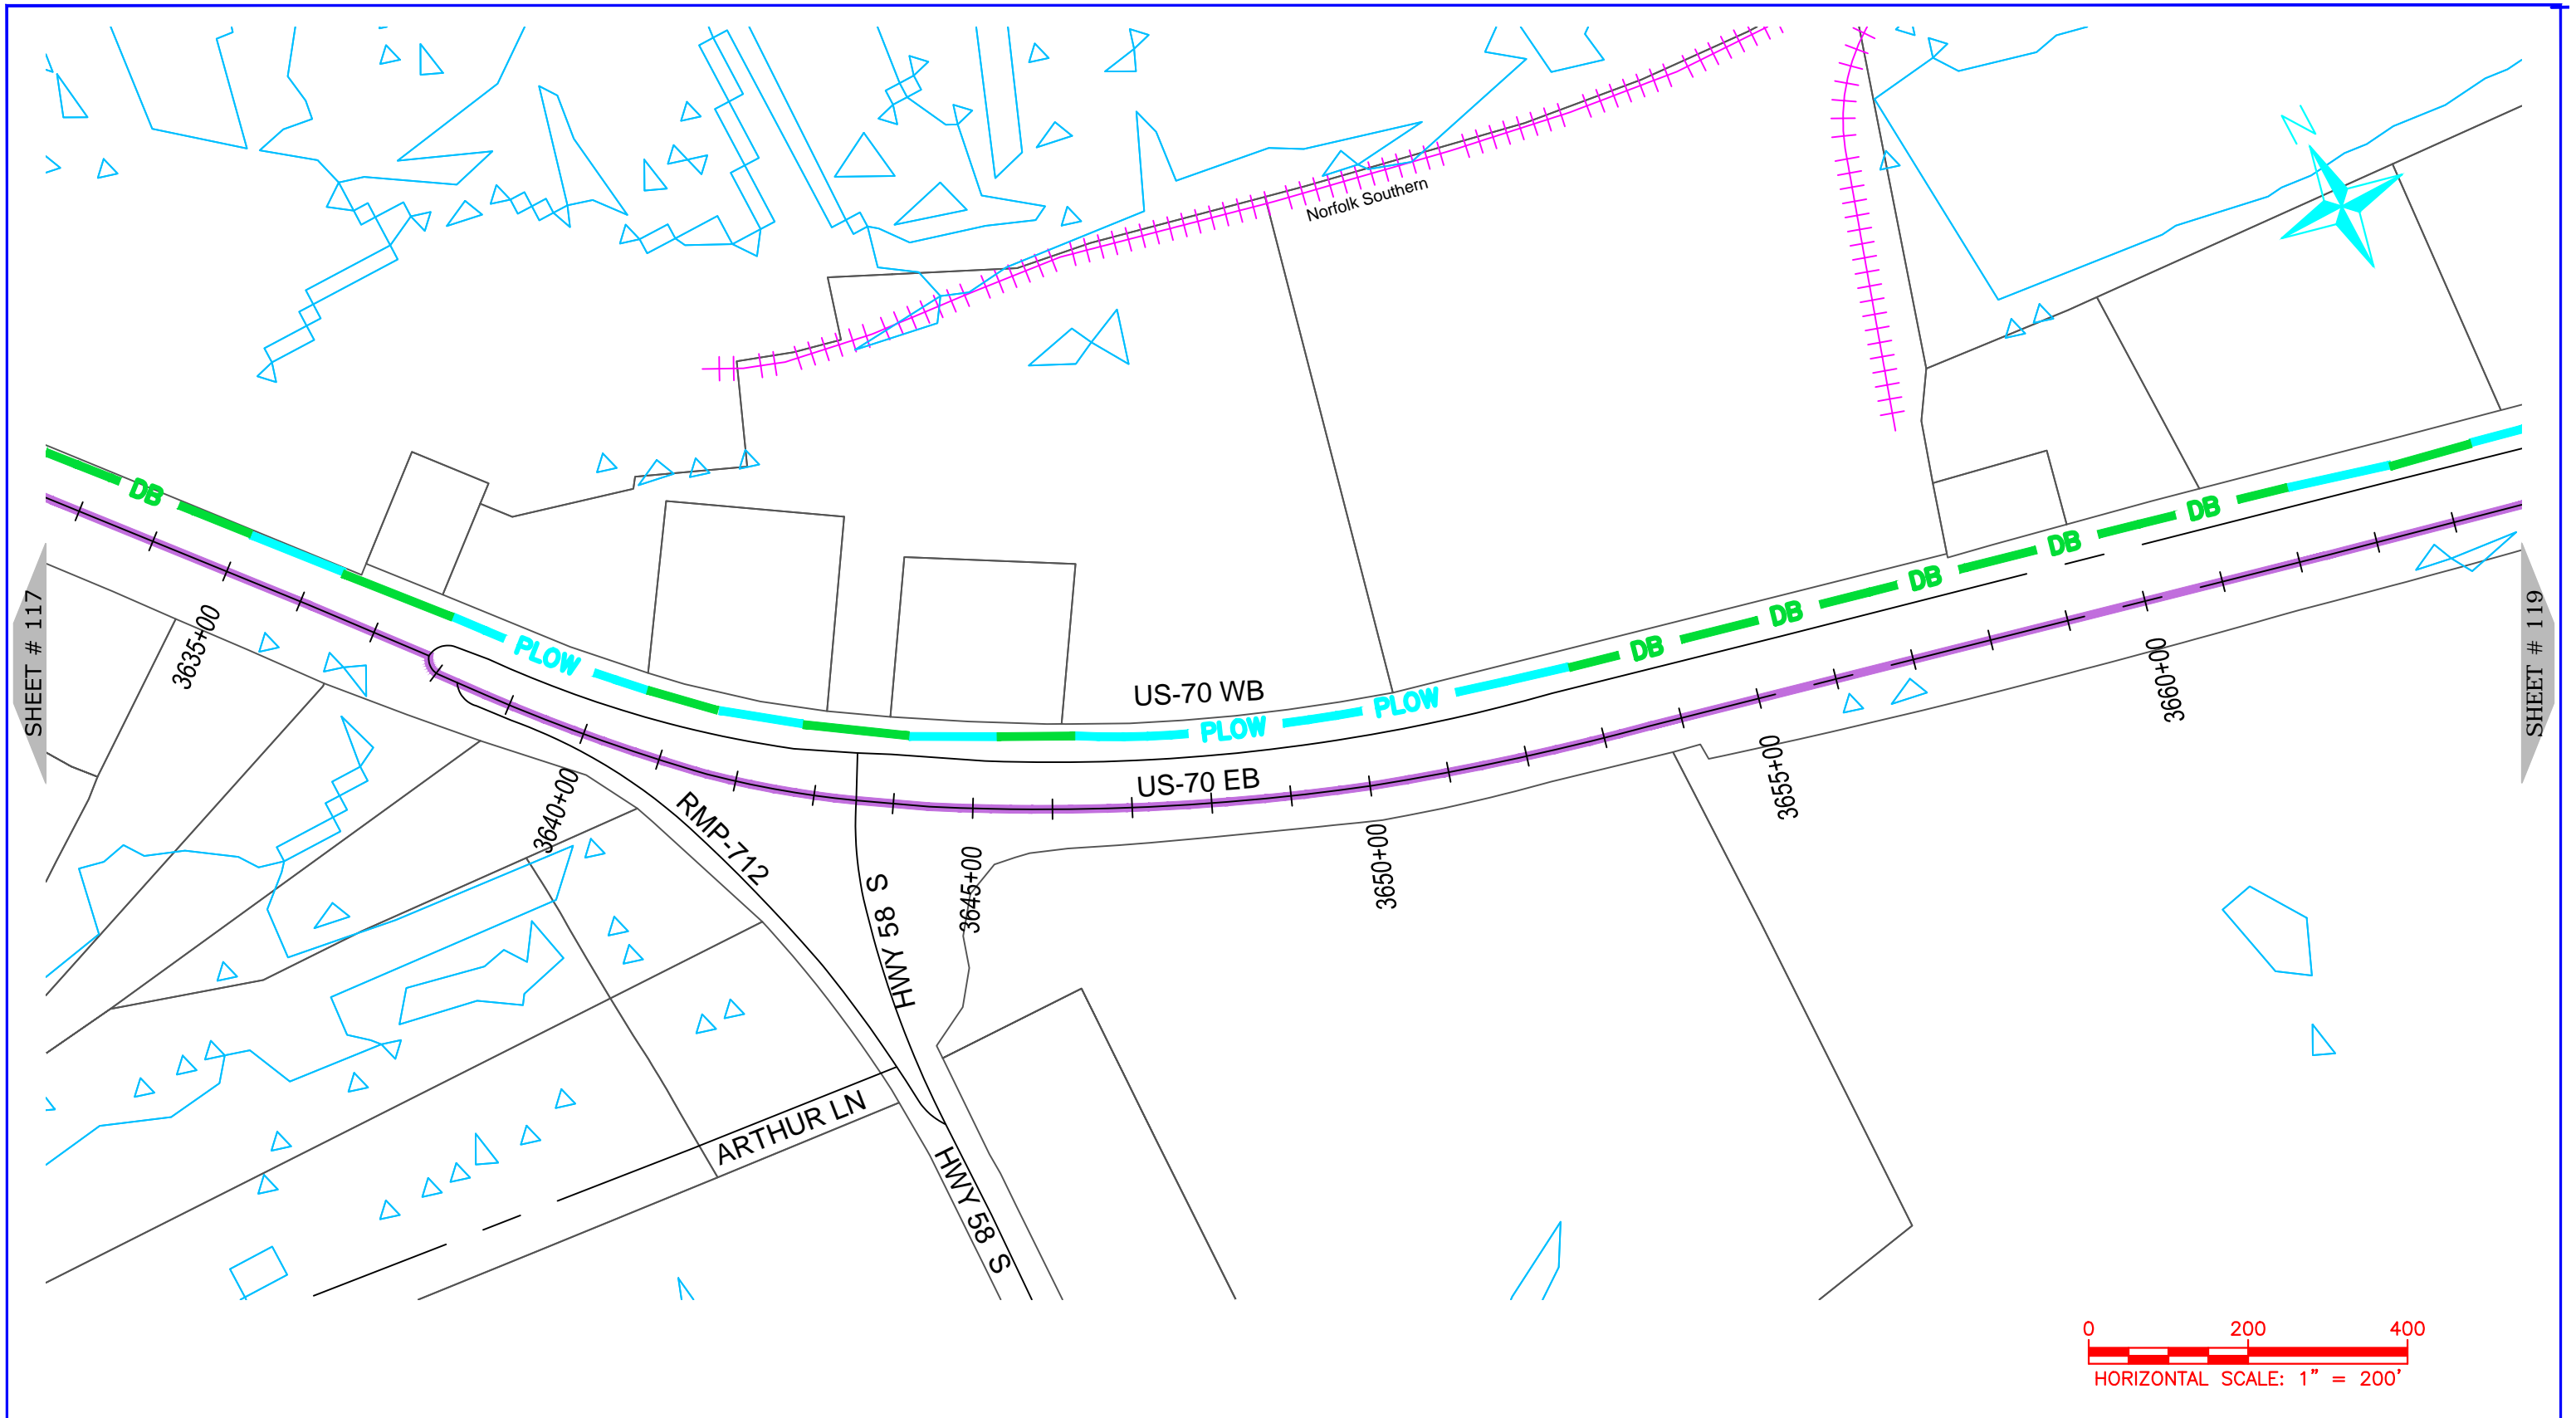 N
Norfolk Southern
DB
SHEET # 117
SHEET # 119
3635+00
PLOW
US-70 WB
PLOW
PLOW
DB
DB
DB
DB
DB
US-70 EB
3640+00
RMP-712
HWY 58 S
3645+00
3650+00
3655+00
3660+00
ARTHUR LN
HWY 58 S
0 200 400
HORIZONTAL SCALE: 1" = 200'